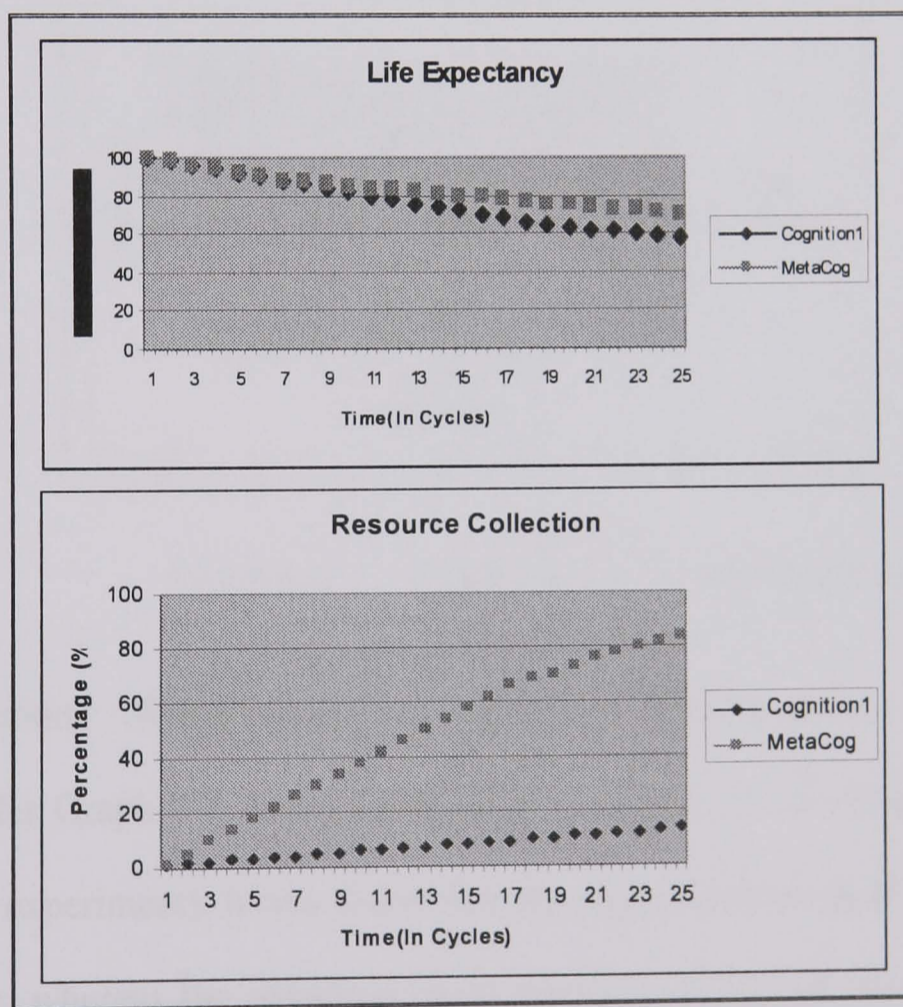 Life Expectancy
100
80
60
40
20
0
1 3 5 7 9 11 13 15 17 19 21 23 25
Time(In Cycles)
Cognition1
MetaCog
Resource Collection
Percentage (%
100
80
60
40
20
0
1 3 5 7 9 11 13 15 17 19 21 23 25
Time(In Cycles)
Cognition1
MetaCog